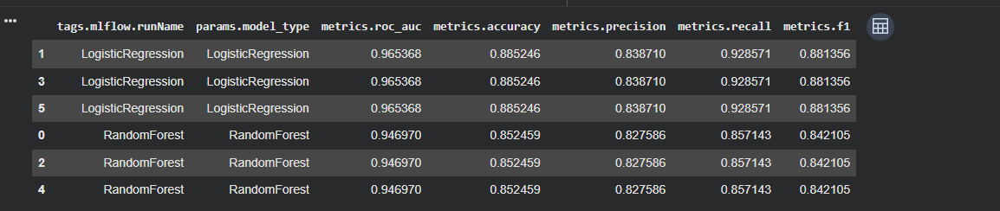 tags.mlflow.runName params.model_type metrics.roc_auc metrics.accuracy metrics.precision metrics.recall metrics.f1
1 LogisticRegression LogisticRegression 0.965368 0.885246 0.838710 0.928571 0.881356
3 LogisticRegression LogisticRegression 0.965368 0.885246 0.838710 0.928571 0.881356
5 LogisticRegression LogisticRegression 0.965368 0.885246 0.838710 0.928571 0.881356
0 RandomForest RandomForest 0.946970 0.852459 0.827586 0.857143 0.842105
2 RandomForest RandomForest 0.946970 0.852459 0.827586 0.857143 0.842105
4 RandomForest RandomForest 0.946970 0.852459 0.827586 0.857143 0.842105